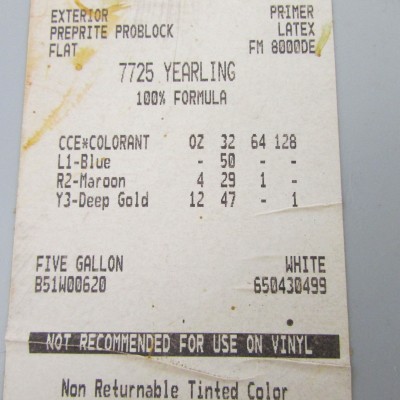 EXTERIOR PRIMER
PREPRITE PROBLOCK LATEX
FLAT FM 8000DE
7725 YEARLING
100% FORMULA
CCE*COLORANT OZ 32 64 128
L1-Blue - 50 - -
R2-Maroon 4 29 1 -
Y3-Deep Gold 12 47 - 1
FIVE GALLON WHITE
B51W00620 650430499
NOT RECOMMENDED FOR USE ON VINYL
Non Returnable Tinted Color